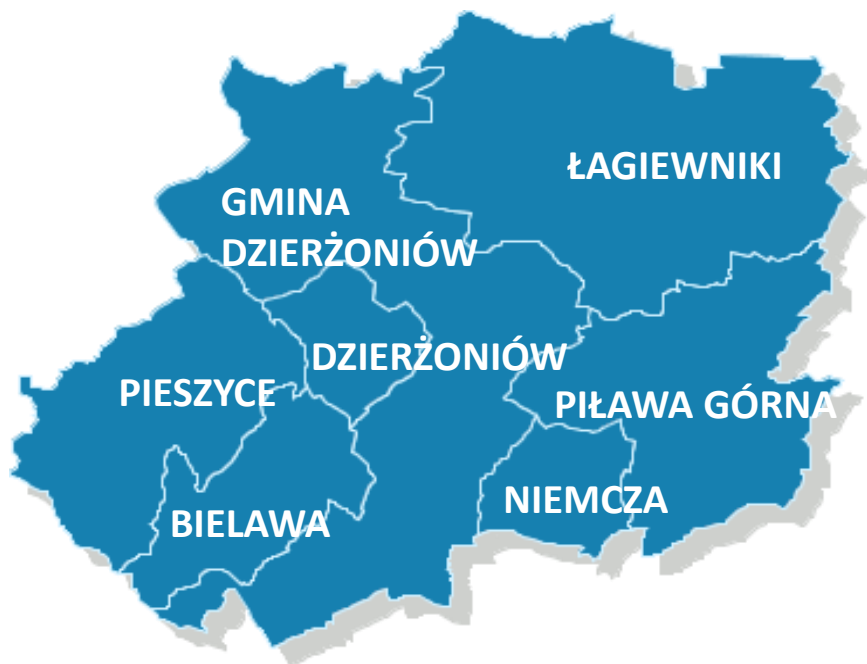 ŁAGIEWNIKI
GMINA
DZIERŻONIÓW
DZIERŻONIÓW
PIESZYCE
PIŁAWA GÓRNA
NIEMCZA
BIELAWA